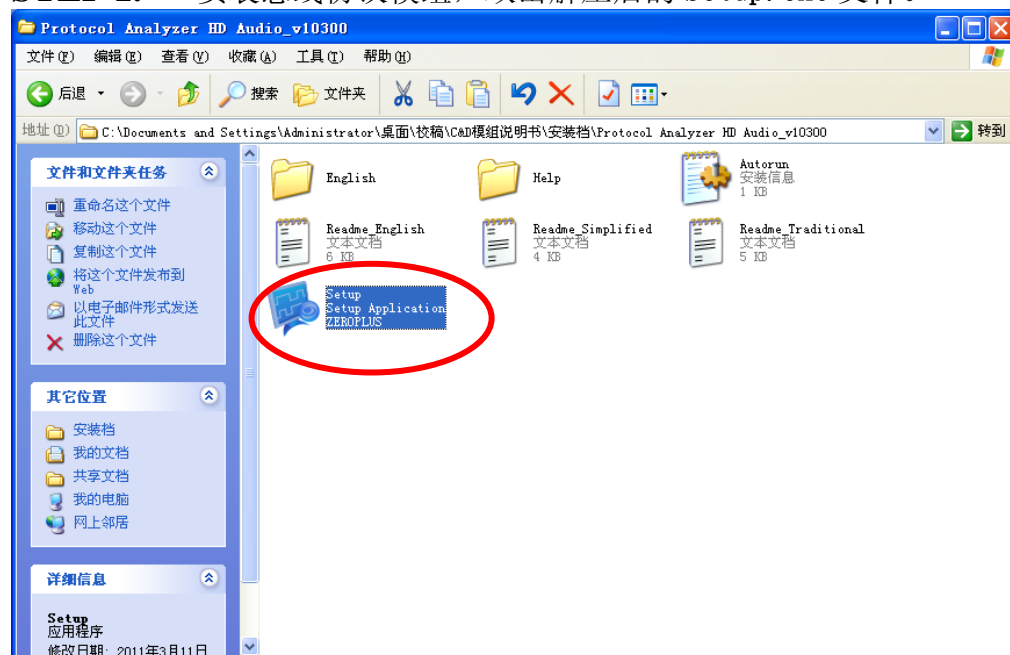 Protocol Analyzer HD Audio_v10300
文件(F) 编辑(E) 查看(V) 收藏(A) 工具(T) 帮助(H)
后退 搜索 文件夹
地址(D) C:\Documents and Settings\Administrator\桌面\校稿\C&D模组说明书\安装档\Protocol Analyzer HD Audio_v10300 转到
文件和文件夹任务
重命名这个文件
移动这个文件
复制这个文件
将这个文件发布到
Web
以电子邮件形式发送
此文件
删除这个文件
其它位置
安装档
我的文档
共享文档
我的电脑
网上邻居
详细信息
Setup
应用程序
修改日期: 2011年3月11日
English
Help
Autorun
安装信息
1 KB
Readme_English
文本文档
6 KB
Readme_Simplified
文本文档
4 KB
Readme_Traditional
文本文档
5 KB
Setup
Setup Application
ZEROPLUS